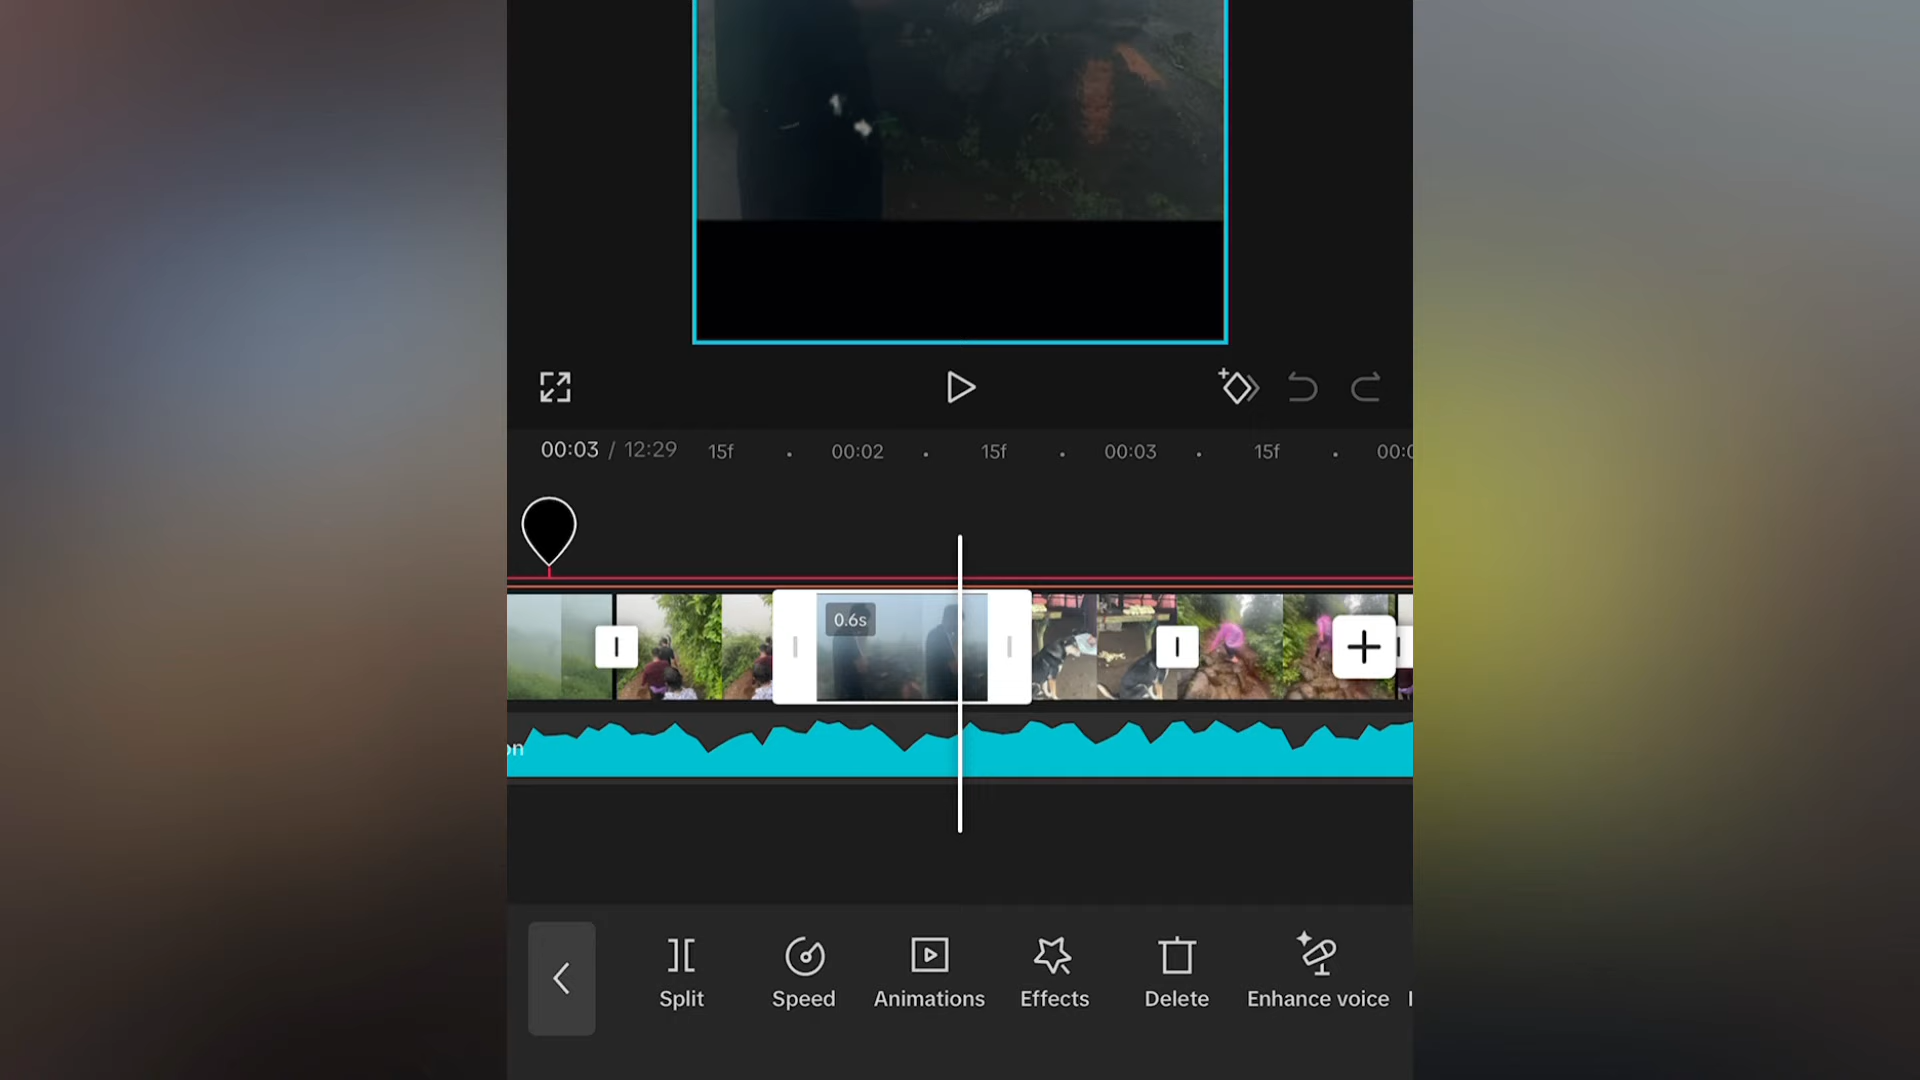 00:03 / 12:29 15f 00:02 15f 00:03 15f
0.6s
Split Speed Animations Effects Delete Enhance voice